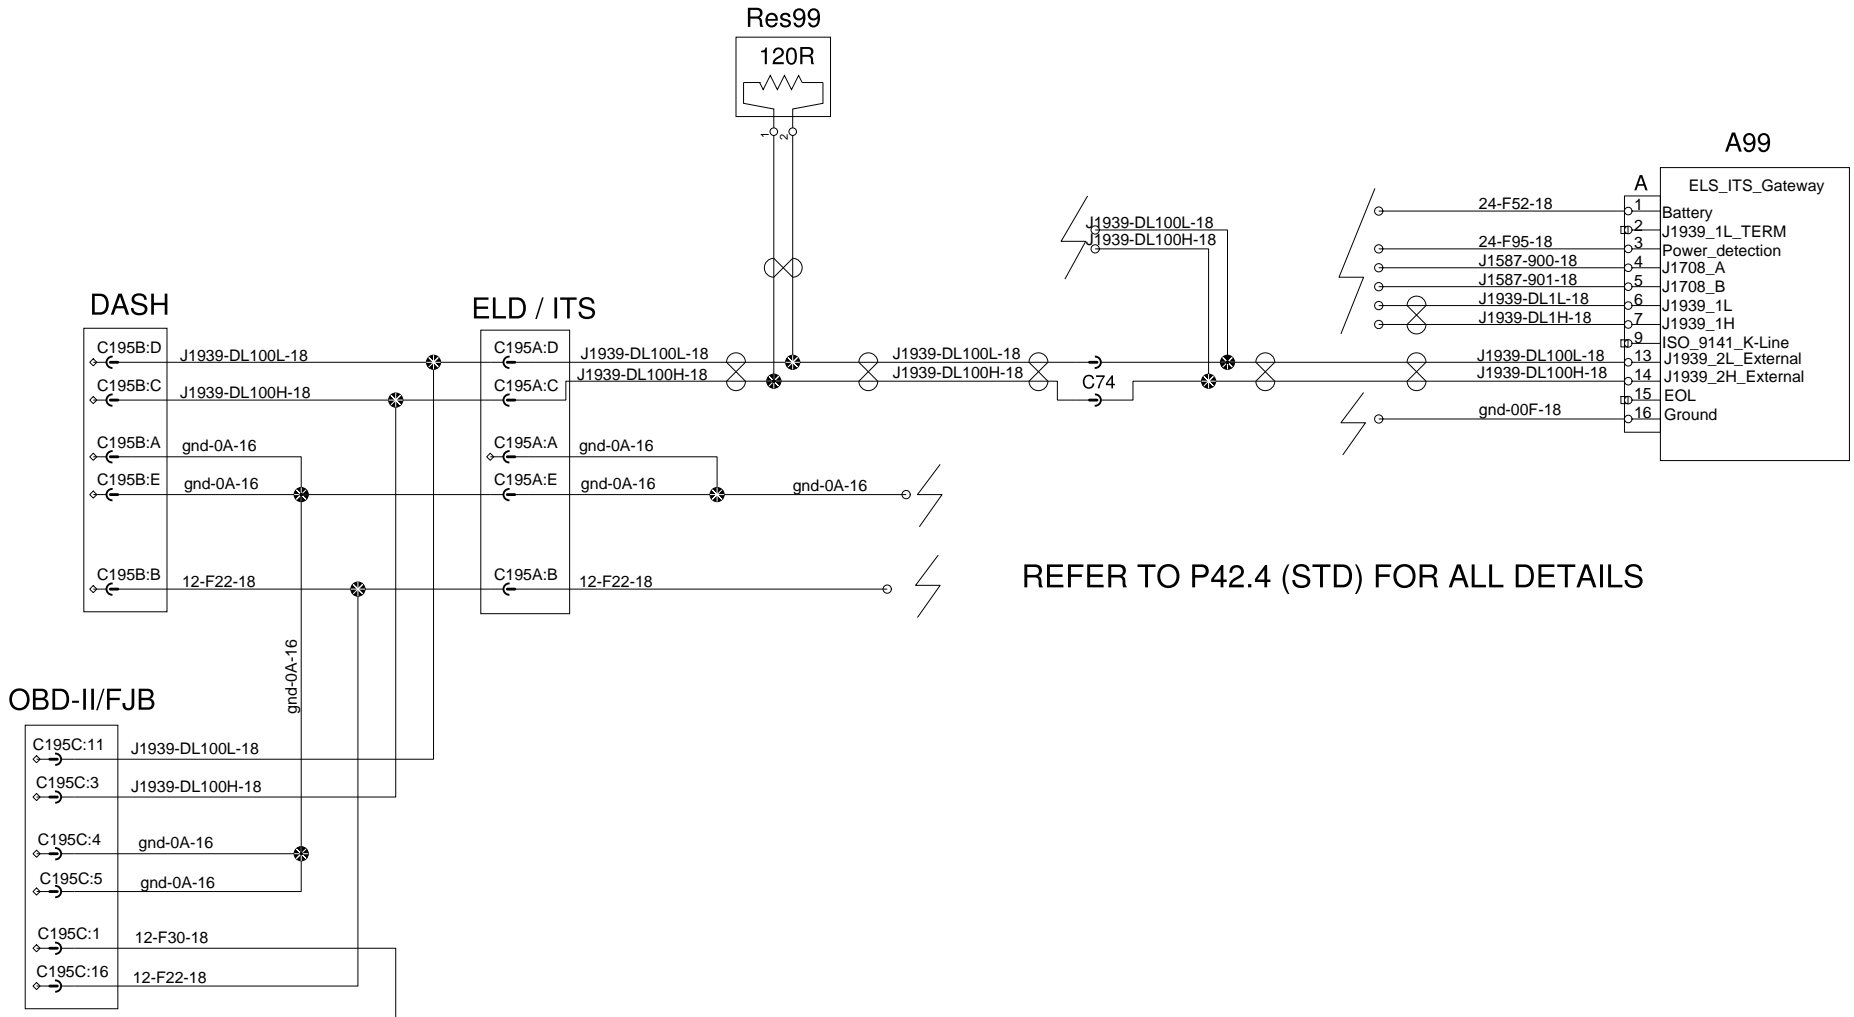 Res99
120R
1
2
A99
A
ELS_ITS_Gateway
24-F52-18
1
Battery
2
J1939_1L_TERM
24-F95-18
3
Power_detection
J1587-900-18
4
J1708_A
J1587-901-18
5
J1708_B
J1939-DL1L-18
6
J1939_1L
J1939-DL1H-18
7
J1939_1H
9
ISO_9141_K-Line
J1939-DL100L-18
13
J1939_2L_External
J1939-DL100H-18
14
J1939_2H_External
15
EOL
gnd-00F-18
16
Ground
J1939-DL100L-18
J1939-DL100H-18
DASH
C195B:D
J1939-DL100L-18
C195B:C
J1939-DL100H-18
C195B:A
gnd-0A-16
C195B:E
gnd-0A-16
C195B:B
12-F22-18
ELD / ITS
C195A:D
J1939-DL100L-18
J1939-DL100L-18
C195A:C
J1939-DL100H-18
J1939-DL100H-18
C74
C195A:A
gnd-0A-16
C195A:E
gnd-0A-16
gnd-0A-16
C195A:B
12-F22-18
REFER TO P42.4 (STD) FOR ALL DETAILS
gnd-0A-16
OBD-II/FJB
C195C:11
J1939-DL100L-18
C195C:3
J1939-DL100H-18
C195C:4
gnd-0A-16
C195C:5
gnd-0A-16
C195C:1
12-F30-18
C195C:16
12-F22-18